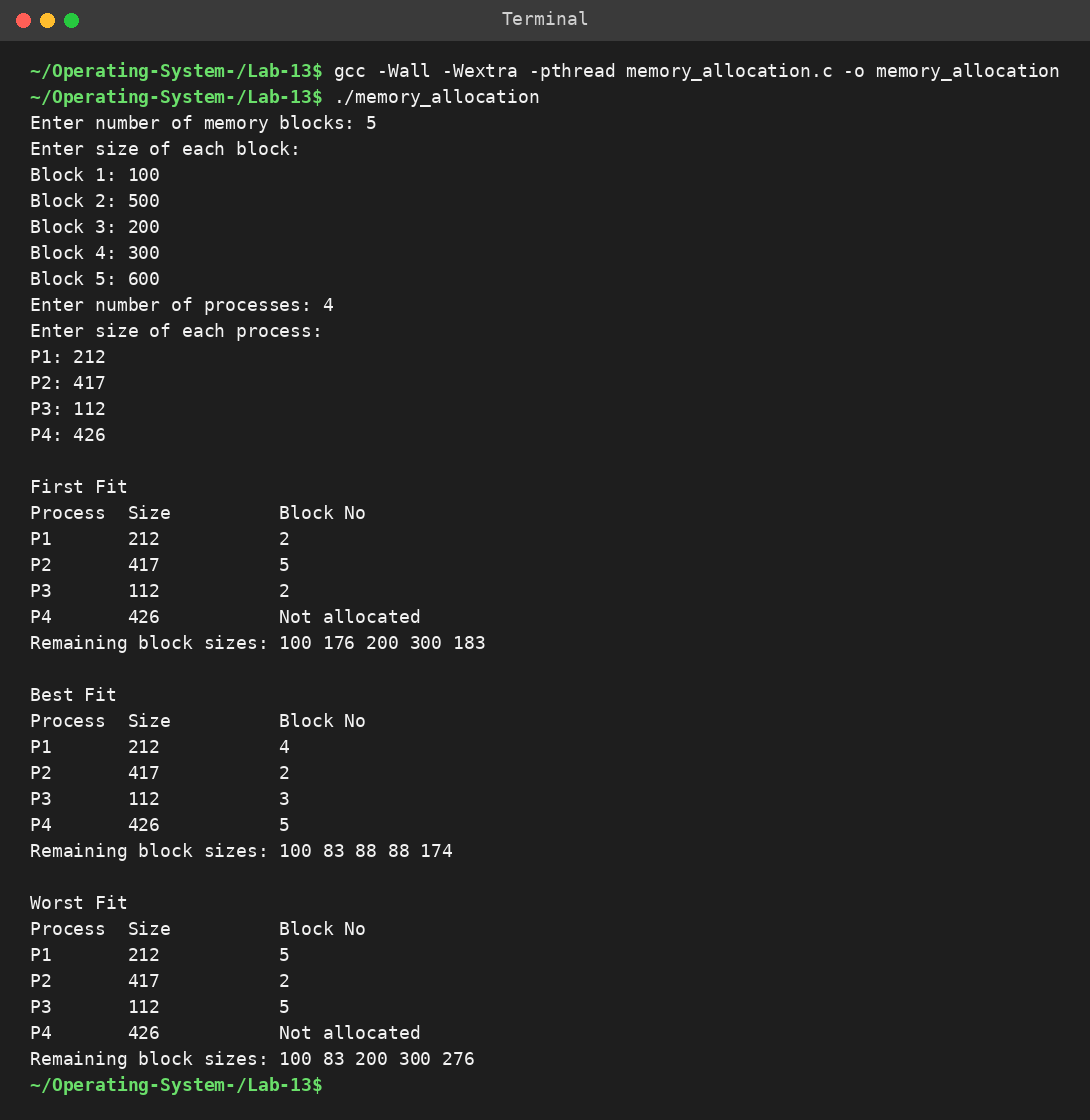 Terminal
~/Operating-System-/Lab-13$ gcc -Wall -Wextra -pthread memory_allocation.c -o memory_allocation
~/Operating-System-/Lab-13$ ./memory_allocation
Enter number of memory blocks: 5
Enter size of each block:
Block 1: 100
Block 2: 500
Block 3: 200
Block 4: 300
Block 5: 600
Enter number of processes: 4
Enter size of each process:
P1: 212
P2: 417
P3: 112
P4: 426

First Fit
Process  Size          Block No
P1       212           2
P2       417           5
P3       112           2
P4       426           Not allocated
Remaining block sizes: 100 176 200 300 183

Best Fit
Process  Size          Block No
P1       212           4
P2       417           2
P3       112           3
P4       426           5
Remaining block sizes: 100 83 88 88 174

Worst Fit
Process  Size          Block No
P1       212           5
P2       417           2
P3       112           5
P4       426           Not allocated
Remaining block sizes: 100 83 200 300 276
~/Operating-System-/Lab-13$